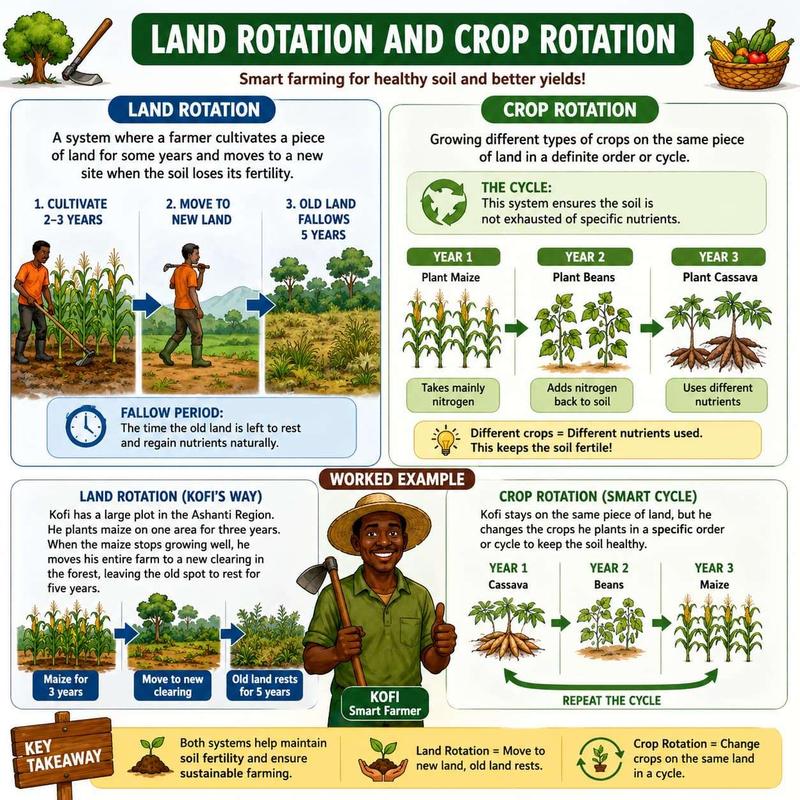 LAND ROTATION AND CROP ROTATION
Smart farming for healthy soil and better yields!
LAND ROTATION
A system where a farmer cultivates a piece
of land for some years and moves to a new
site when the soil loses its fertility.
1. CULTIVATE
2–3 YEARS
2. MOVE TO
NEW LAND
3. OLD LAND
FALLOWS
5 YEARS
FALLOW PERIOD:
The time the old land is left to rest
and regain nutrients naturally.
CROP ROTATION
Growing different types of crops on the same piece
of land in a definite order or cycle.
THE CYCLE:
This system ensures the soil is
not exhausted of specific nutrients.
YEAR 1
Plant Maize
Takes mainly
nitrogen
YEAR 2
Plant Beans
Adds nitrogen
back to soil
YEAR 3
Plant Cassava
Uses different
nutrients
Different crops = Different nutrients used.
This keeps the soil fertile!
WORKED EXAMPLE
LAND ROTATION (KOFI'S WAY)
Kofi has a large plot in the Ashanti Region.
He plants maize on one area for three years.
When the maize stops growing well, he
moves his entire farm to a new clearing in
the forest, leaving the old spot to rest for
five years.
Maize for
3 years
Move to new
clearing
Old land rests
for 5 years
KOFI
Smart Farmer
CROP ROTATION (SMART CYCLE)
Kofi stays on the same piece of land, but he
changes the crops he plants in a specific order
or cycle to keep the soil healthy.
YEAR 1
Cassava
YEAR 2
Beans
YEAR 3
Maize
REPEAT THE CYCLE
KEY
TAKEAWAY
Both systems help maintain
soil fertility and ensure
sustainable farming.
Land Rotation = Move to
new land, old land rests.
Crop Rotation = Change
crops on the same land
in a cycle.